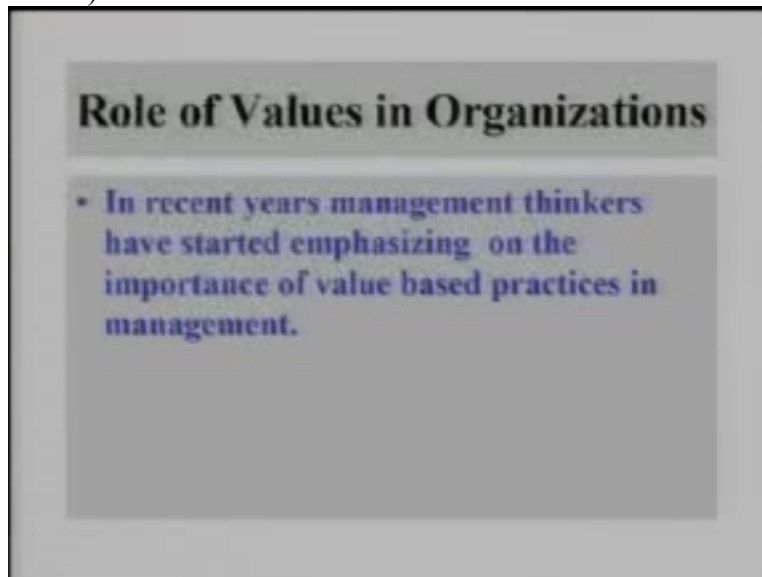 Role of Values in Organizations
• In recent years management thinkers
have started emphasizing on the
importance of value based practices in
management.